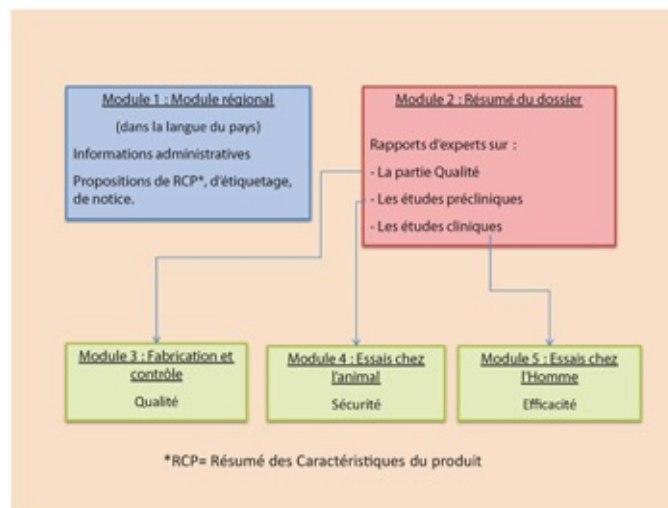 Module 1 : Module régional
(dans la langue du pays)
Informations administratives
Propositions de RCP*, d'étiquetage,
de notice.
Module 2 : Résumé du dossier
Rapports d'experts sur :
- La partie Qualité
- Les études précliniques
- Les études cliniques
Module 3 : Fabrication et
contrôle
Qualité
Module 4 : Essais chez
l'animal
Sécurité
Module 5 : Essais chez
l'Homme
Efficacité
*RCP= Résumé des Caractéristiques du produit